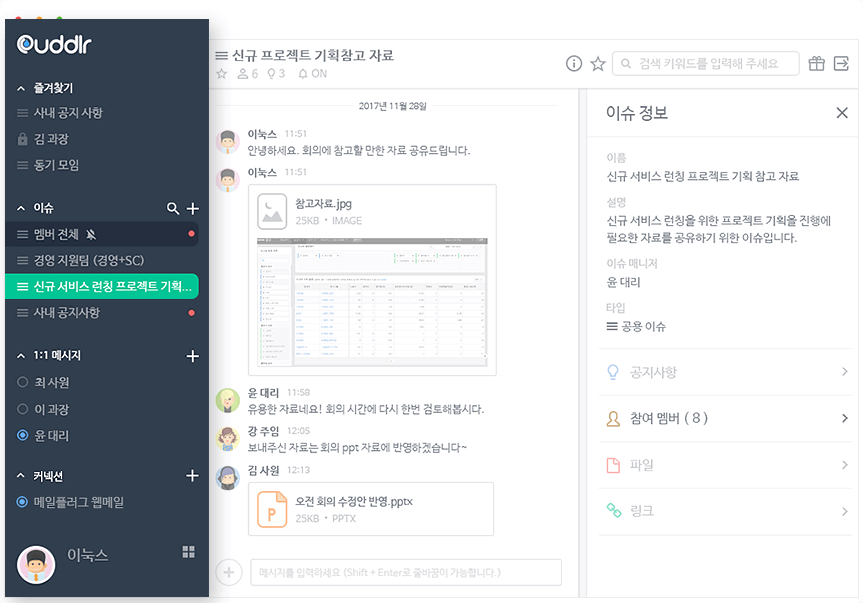 Cuddlr
즐겨찾기
사내 공지 사항
김 과장
동기 모임
이슈
멤버 전체
경영 지원팀 (경영+SC)
신규 서비스 런칭 프로젝트 기획...
사내 공지사항
1:1 메시지
최 사원
이 과장
윤 대리
커넥션
메일플러그 웹메일
이눅스
신규 프로젝트 기획참고 자료
6 3 ON
검색 키워드를 입력해 주세요
2017년 11월 28일
이눅스 11:51
안녕하세요. 회의에 참고할 만한 자료 공유드립니다.
이눅스 11:51
참고자료.jpg
25KB • IMAGE
윤 대리 11:58
유용한 자료네요! 회의 시간에 다시 한번 검토해봅시다.
강 주임 12:05
보내주신 자료는 회의 ppt 자료에 반영하겠습니다~
김 사원 12:13
오전 회의 수정안 반영.pptx
P
25KB • PPTX
메시지를 입력하세요 (Shift + Enter로 줄바꿈이 가능합니다.)
이슈 정보
이름
신규 서비스 런칭 프로젝트 기획 참고 자료
설명
신규 서비스 런칭을 위한 프로젝트 기획을 진행에
필요한 자료를 공유하기 위한 이슈입니다.
이슈 매니저
윤 대리
타입
공용 이슈
공지사항
참여 멤버 ( 8 )
파일
링크